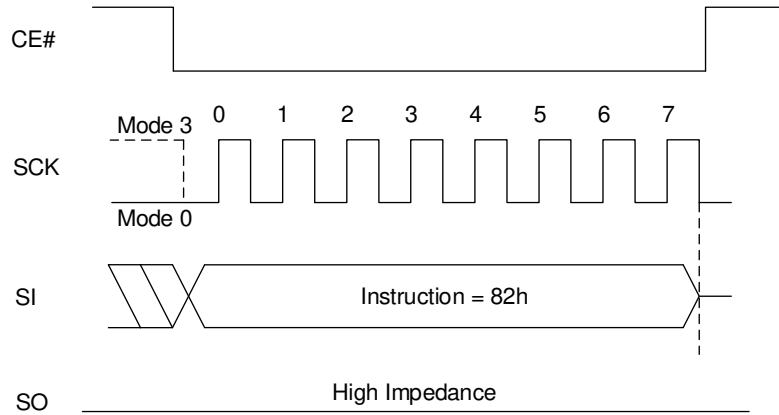 CE#
0 1 2 3 4 5 6 7
Mode 3
SCK
Mode 0
SI
Instruction = 82h
High Impedance
SO